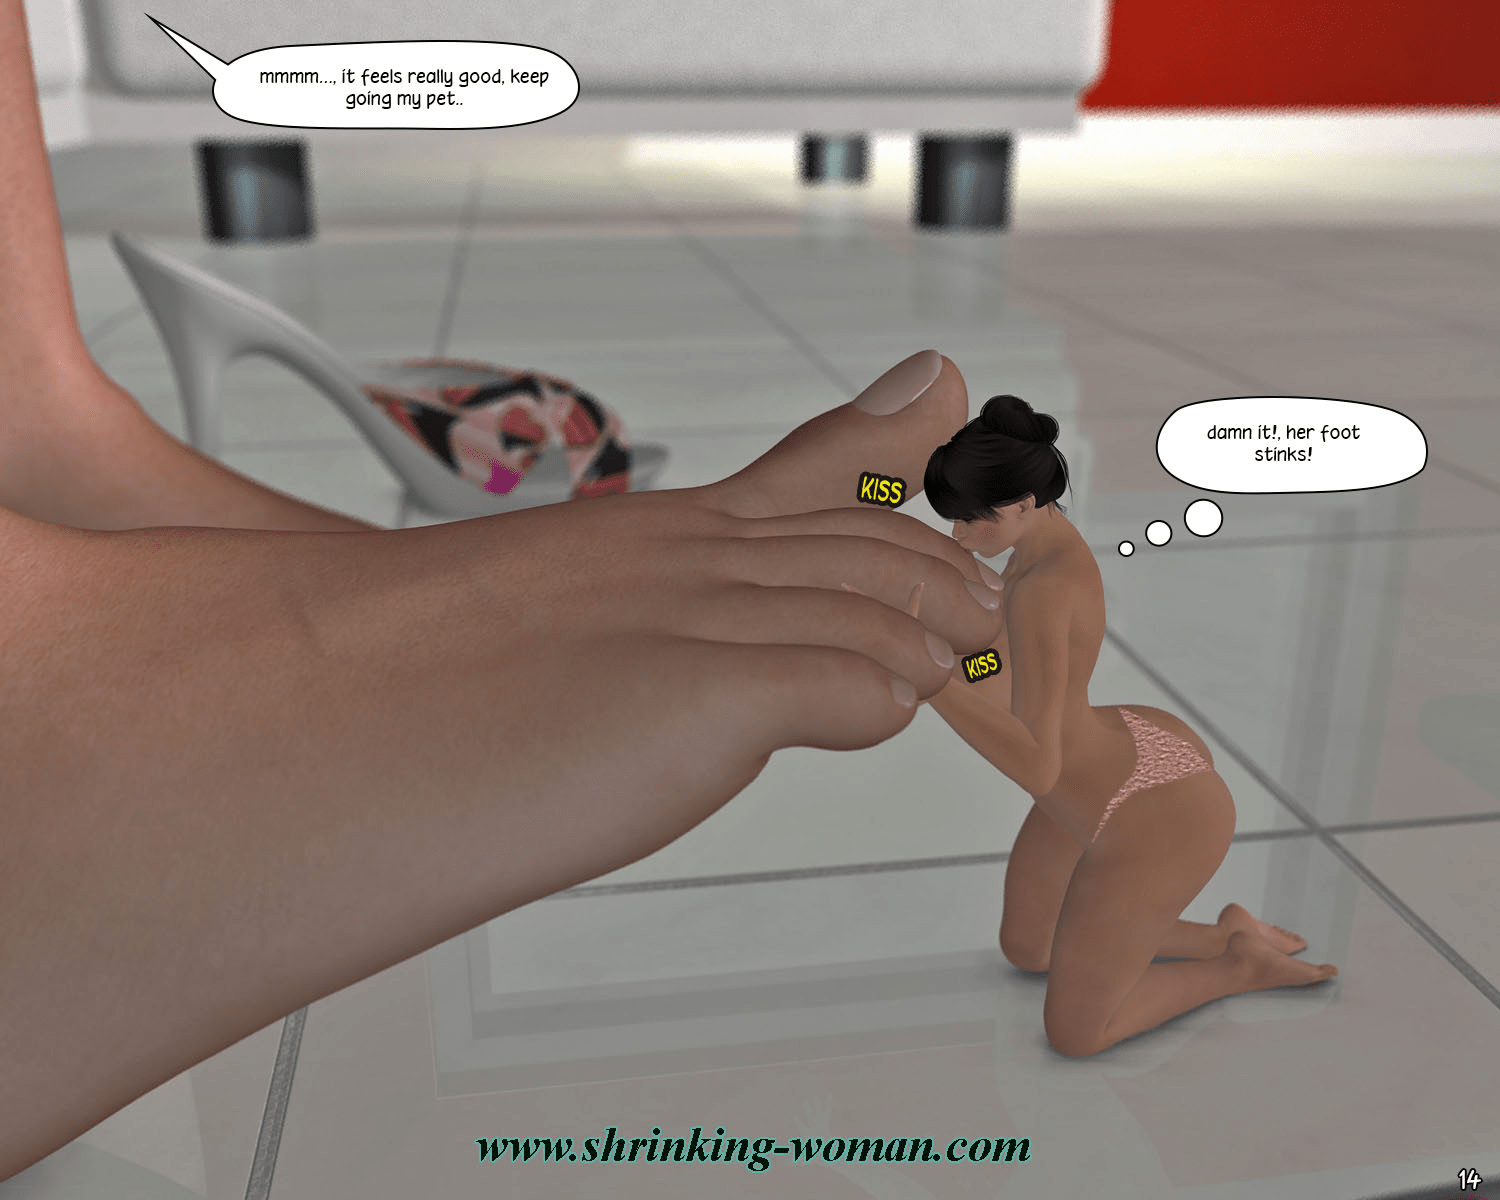 mmmm..., it feels really good, keep
going my pet..
damn it!, her foot
stinks!
KISS
KISS
www.shrinking-woman.com
14